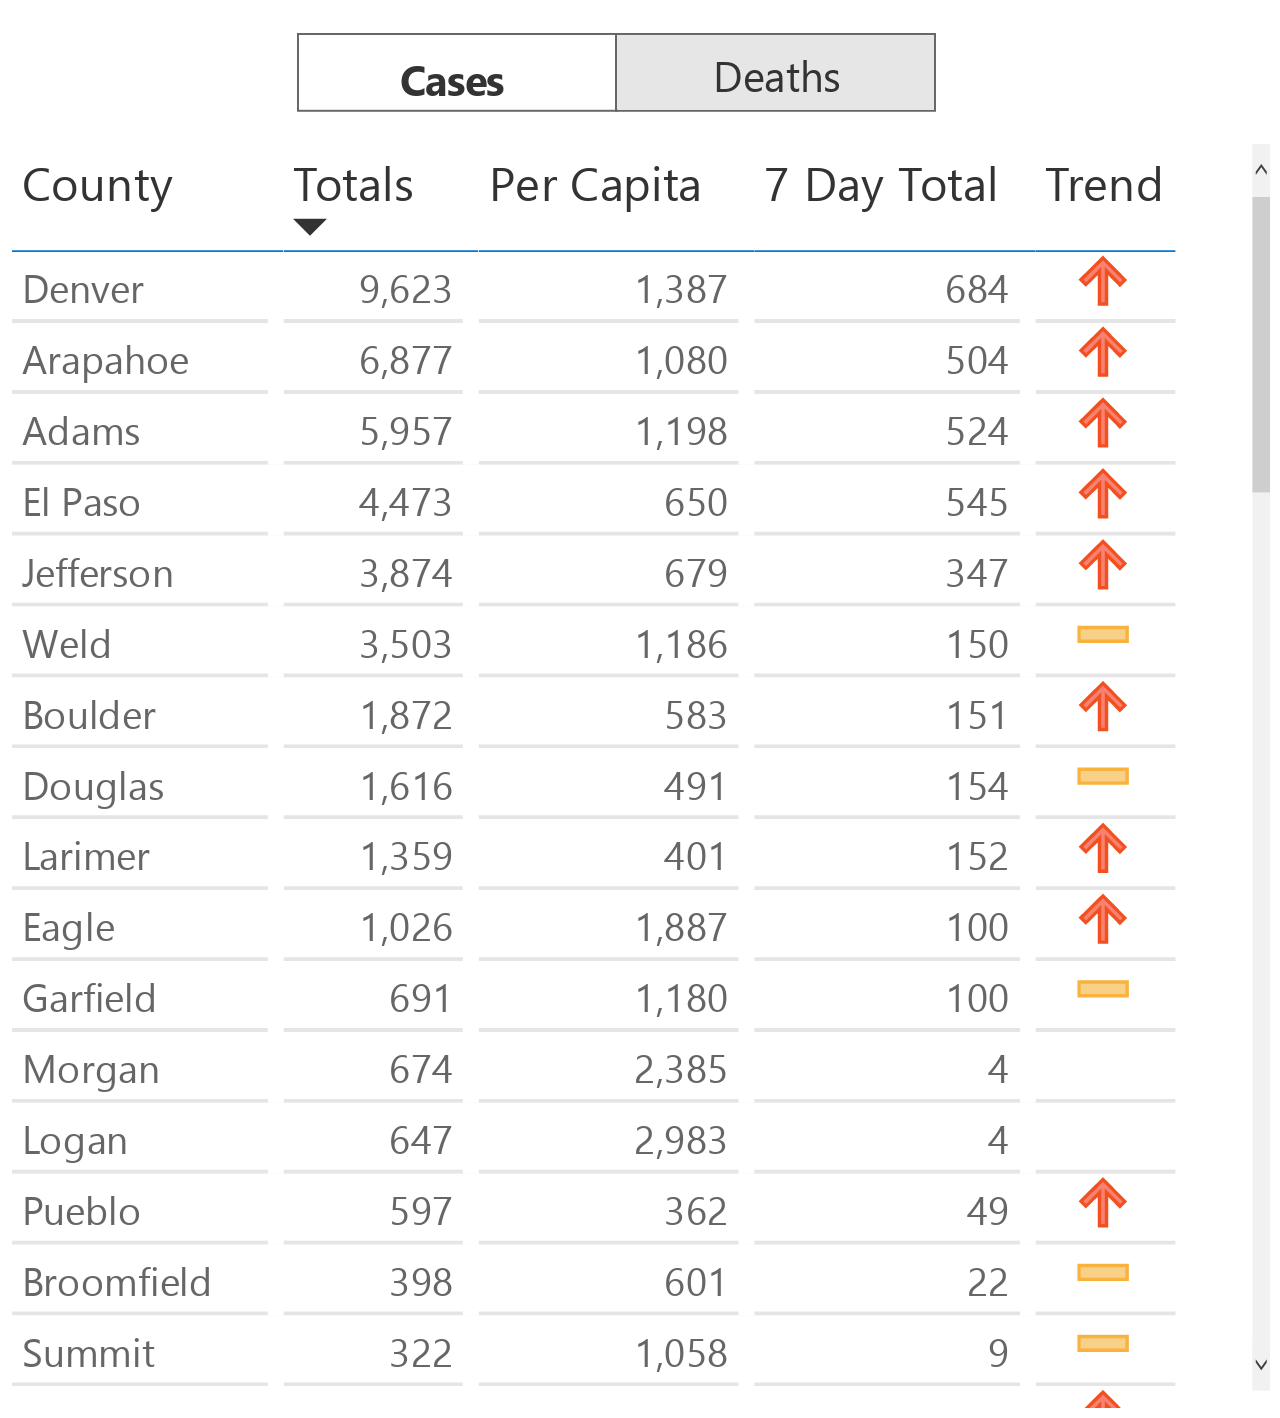 Cases Deaths
County Totals Per Capita 7 Day Total Trend
Denver 9,623 1,387 684
Arapahoe 6,877 1,080 504
Adams 5,957 1,198 524
El Paso 4,473 650 545
Jefferson 3,874 679 347
Weld 3,503 1,186 150
Boulder 1,872 583 151
Douglas 1,616 491 154
Larimer 1,359 401 152
Eagle 1,026 1,887 100
Garfield 691 1,180 100
Morgan 674 2,385 4
Logan 647 2,983 4
Pueblo 597 362 49
Broomfield 398 601 22
Summit 322 1,058 9